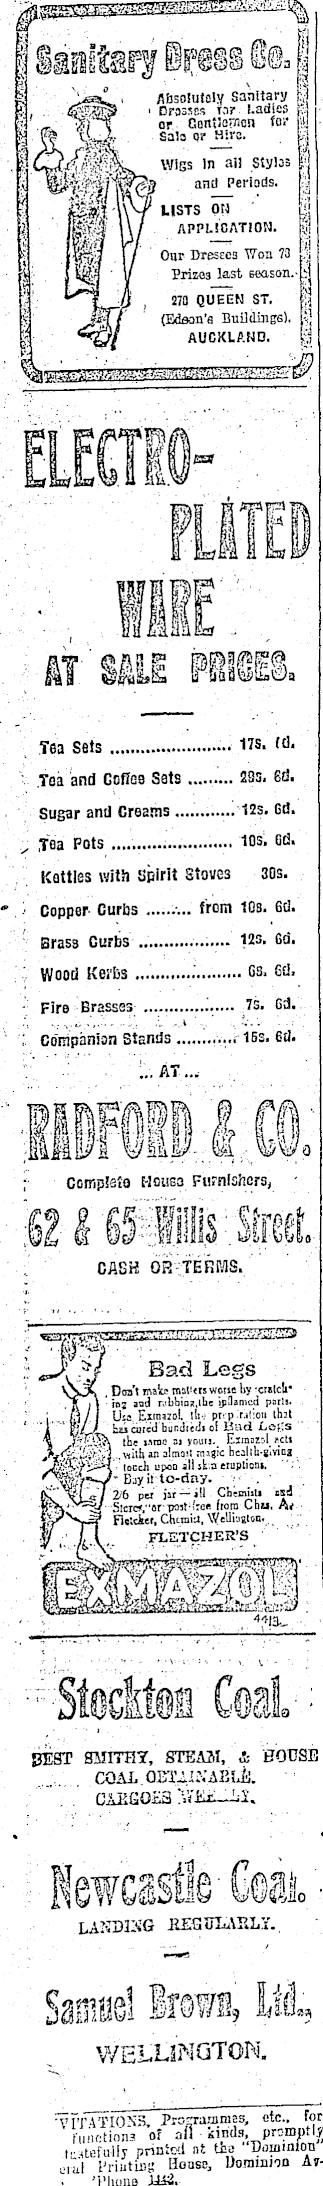 Sanitary Dress Co.
Absolutely Sanitary
Dresses for Ladies
or Gentlemen for
Sale or Hire.
Wigs in all Styles
and Periods.
LISTS ON
APPLICATION.
Our Dresses Won 73
Prizes last season.
270 QUEEN ST.
(Edson's Buildings).
AUCKLAND.
ELECTRO-
PLATED
WARE
AT SALE PRICES.
Tea Sets ........................ 17s. 6d.
Tea and Coffee Sets ......... 29s. 6d.
Sugar and Creams ............ 12s. 6d.
Tea Pots ........................ 10s. 6d.
Kettles with Spirit Stoves 30s.
Copper Curbs ......... from 10s. 6d.
Brass Curbs .................. 12s. 6d.
Wood Kerbs ..................... 6s. 6d.
Fire Brasses .................. 7s. 6d.
Companion Stands ............ 15s. 6d.
... AT ...
RADFORD & CO.
Complete House Furnishers,
62 & 65 Willis Street.
CASH OR TERMS.
Bad Legs
Don't make matters worse by scratch-
ing and rubbing the inflamed parts.
Use Exmazol, the preparation that
has cured hundreds of Bad Legs
the same as yours. Exmazol acts
with an almost magic health-giving
touch upon all skin eruptions.
Buy it to-day.
2/6 per jar—all Chemists and
Stores, or post-free from Chas. A.
Fletcher, Chemist, Wellington.
FLETCHER'S
EXMAZOL
44/3
Stockton Coal.
BEST SMITHY, STEAM, & HOUSE
COAL OBTAINABLE.
CARGOES WEEKLY.
Newcastle Coal.
LANDING REGULARLY.
Samuel Brown, Ltd.,
WELLINGTON.
VITATIONS, Programmes, etc., for
functions of all kinds, promptly
tastefully printed at the "Dominion"
Printing House, Dominion Av-
'Phone 1442.